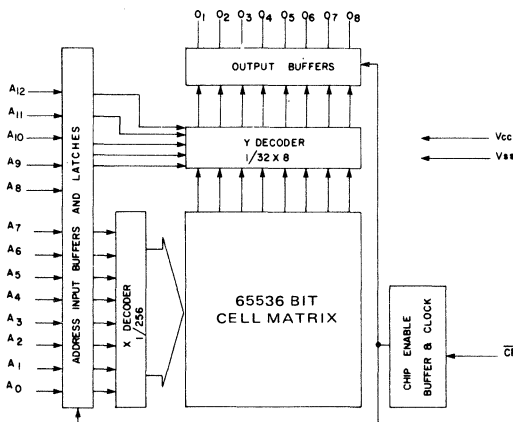 O1 O2 O3 O4 O5 O6 O7 O8
OUTPUT BUFFERS
A12
A11
A10
A9
A8
A7
A6
A5
A4
A3
A2
A1
A0
ADDRESS INPUT BUFFERS AND LATCHES
Y DECODER
1/32 X 8
Vcc
X DECODER
1/256
65536 BIT
CELL MATRIX
CHIP ENABLE
BUFFER & CLOCK